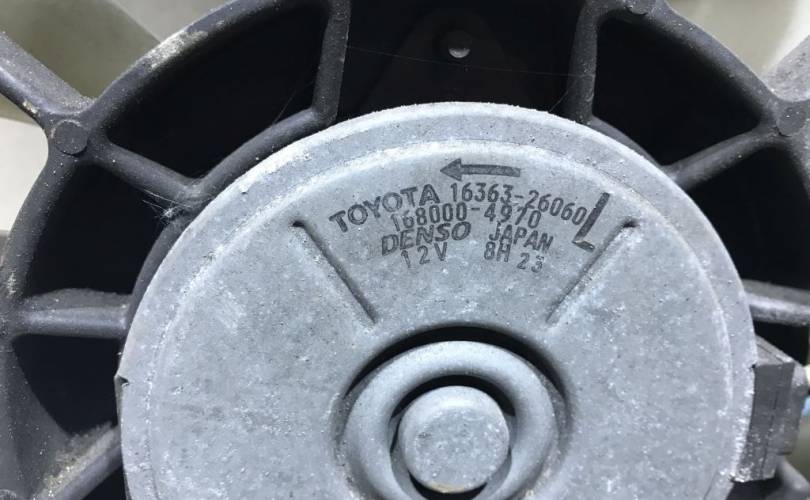 TOYOTA 16363-26060 L
168000-4970
DENSO JAPAN
12V 8H 23